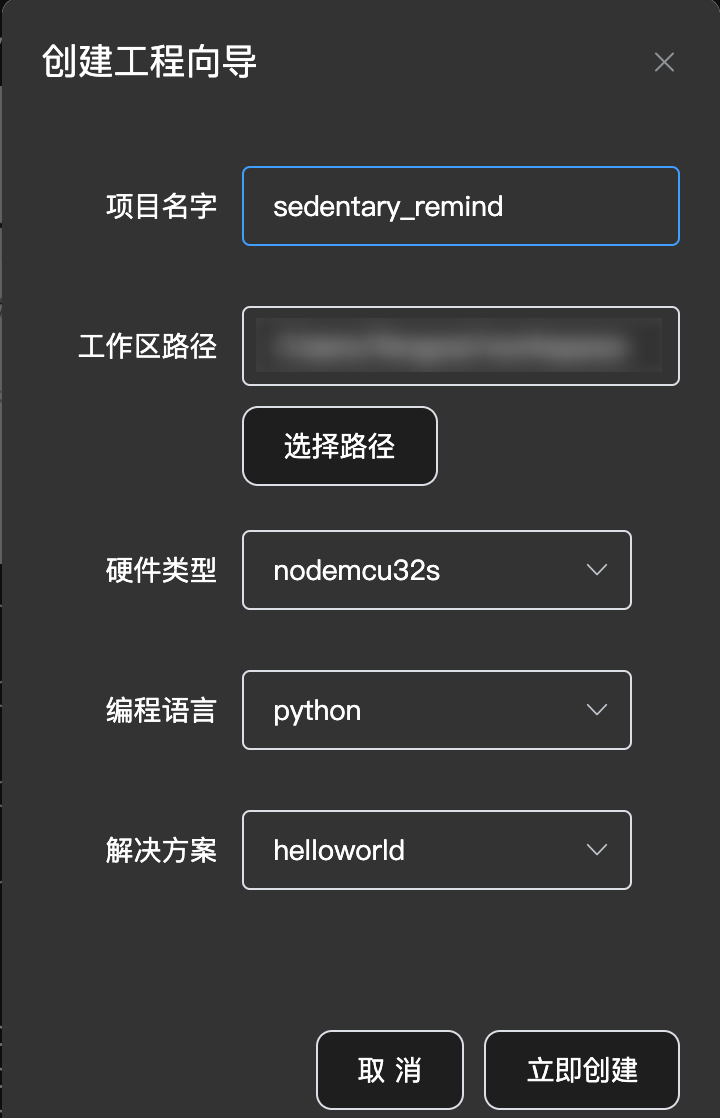 创建工程向导
项目名字 sedentary_remind
工作区路径
选择路径
硬件类型 nodemcu32s
编程语言 python
解决方案 helloworld
取 消 立即创建